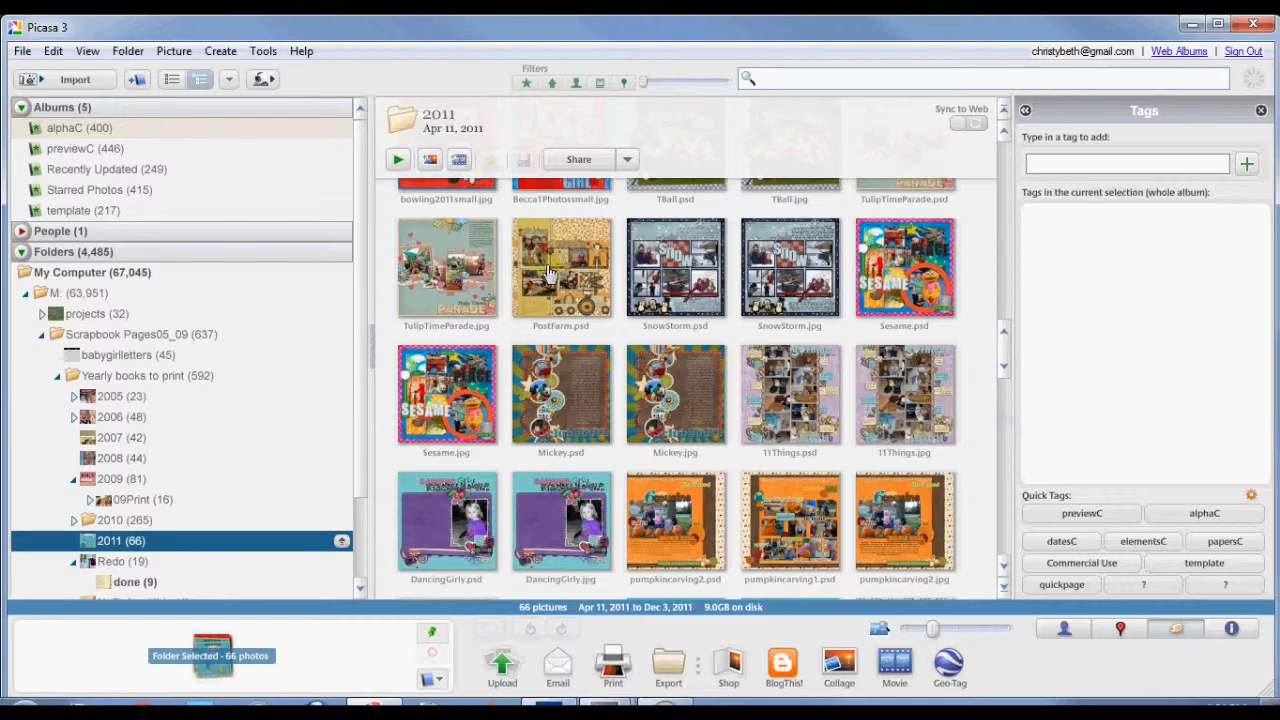 Picasa 3
File Edit View Folder Picture Create Tools Help
christybeth@gmail.com | Web Albums | Sign Out
Import
Filters
Albums (5)
alphaC (400)
previewC (446)
Recently Updated (249)
Starred Photos (415)
template (217)
People (1)
Folders (4,485)
My Computer (67,045)
M: (63,951)
projects (32)
Scrapbook Pages05_09 (637)
babygirlletters (45)
Yearly books to print (592)
2005 (23)
2006 (48)
2007 (42)
2008 (44)
2009 (81)
09Print (16)
2010 (265)
2011 (66)
Redo (19)
done (9)
2011
Apr 11, 2011
Sync to Web
Share
bowling2011small.jpg Becca1Photossmall.jpg TBall.psd TBall.jpg TulipTimeParade.psd
TulipTimeParade.jpg PostFarm.psd SnowStorm.psd SnowStorm.jpg Sesame.psd
Sesame.jpg Mickey.psd Mickey.jpg 11Things.psd 11Things.jpg
DancingGirly.psd DancingGirly.jpg pumpkincarving2.psd pumpkincarving1.psd pumpkincarving2.jpg
Tags
Type in a tag to add:
Tags in the current selection (whole album):
Quick Tags:
previewC alphaC
datesC elementsC papersC
Commercial Use template
quickpage ? ?
66 pictures Apr 11, 2011 to Dec 3, 2011 9.0GB on disk
Folder Selected - 66 photos
Upload Email Print Export Shop BlogThis! Collage Movie Geo-Tag